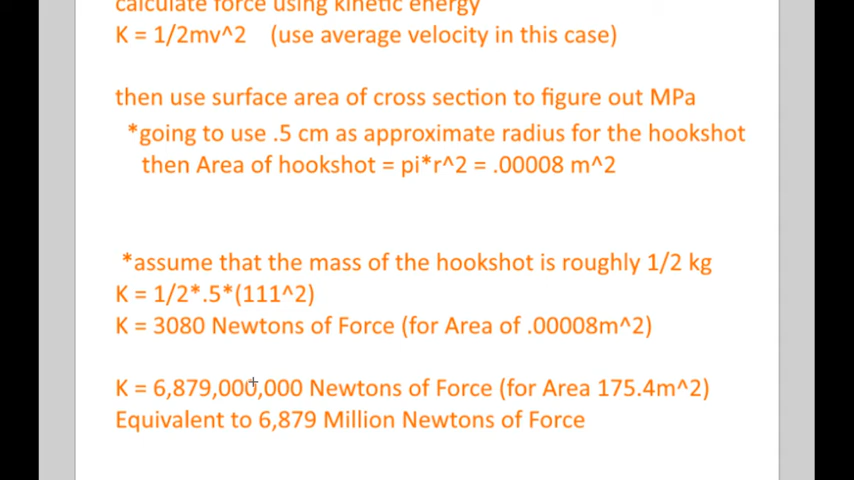 calculate force using kinetic energy
K = 1/2mv^2 (use average velocity in this case)
then use surface area of cross section to figure out MPa
*going to use .5 cm as approximate radius for the hookshot
then Area of hookshot = pi*r^2 = .00008 m^2
*assume that the mass of the hookshot is roughly 1/2 kg
K = 1/2*.5*(111^2)
K = 3080 Newtons of Force (for Area of .00008m^2)
K = 6,879,000,000 Newtons of Force (for Area 175.4m^2)
Equivalent to 6,879 Million Newtons of Force